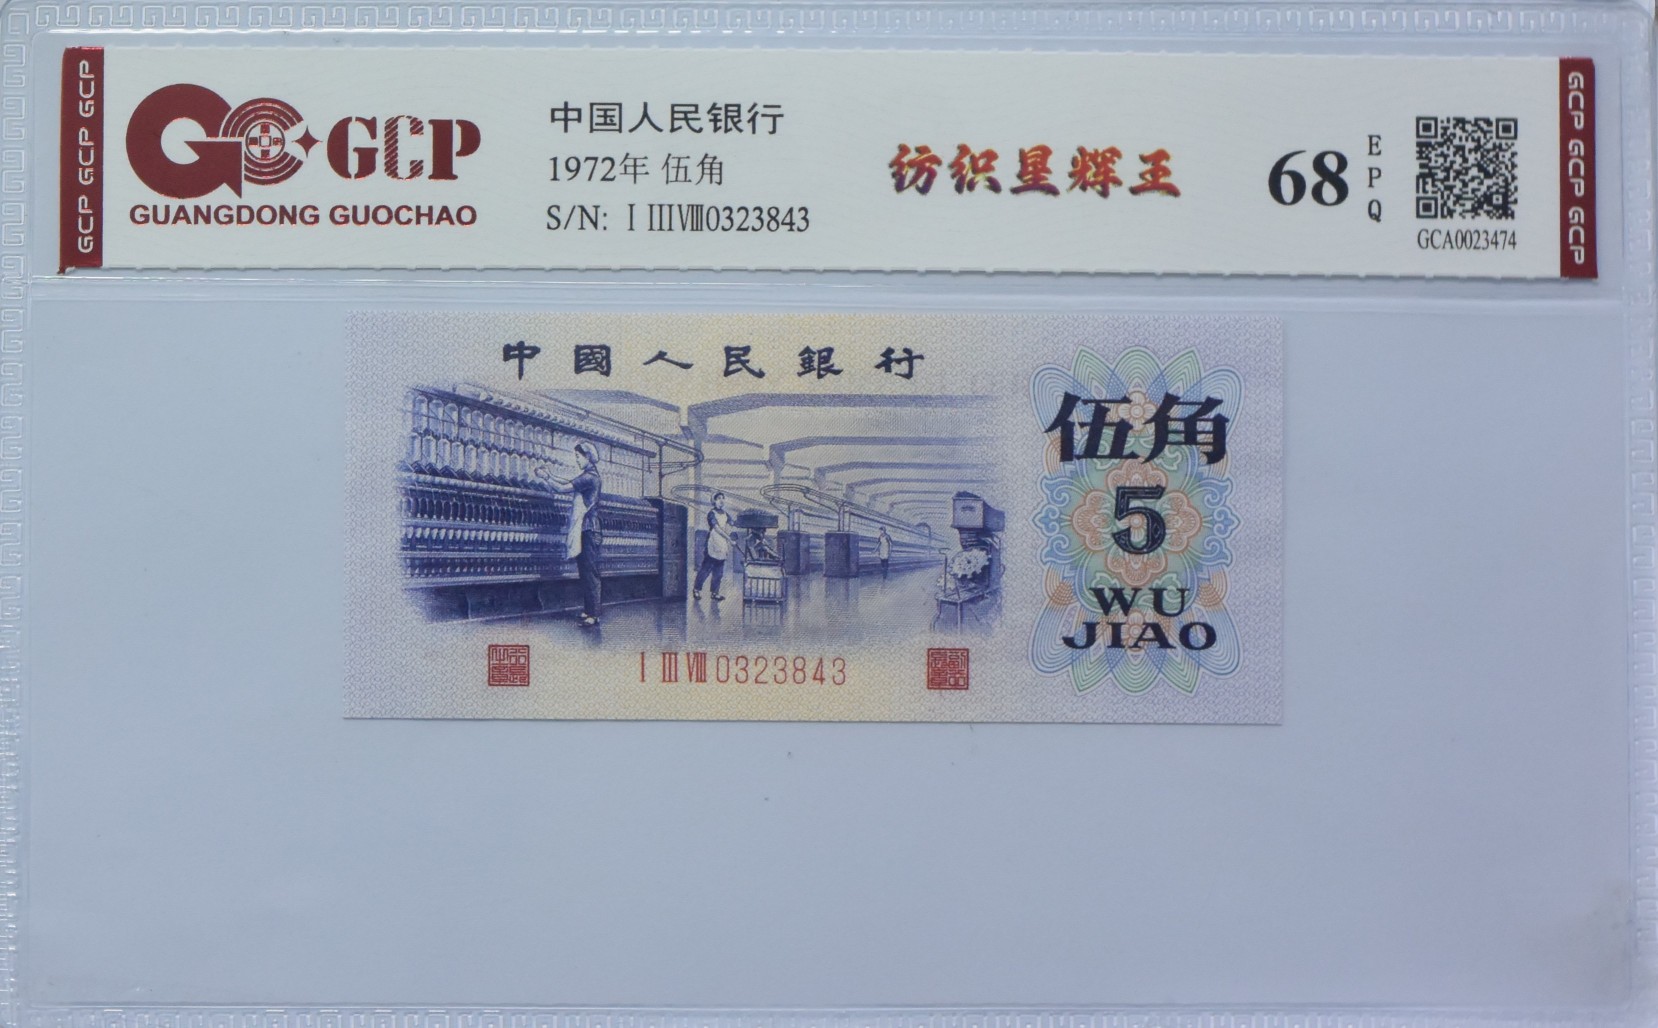 GCP GCP GCP
GCP
GUANGDONG GUOCHAO
中国人民银行
1972年 伍角
S/N: Ⅰ Ⅲ Ⅷ 0323843
纺织星辉王
68
EPQ
GCA0023474
GCP GCP GCP
中國人民銀行
伍角
5
WU
JIAO
Ⅰ Ⅲ Ⅷ 0323843